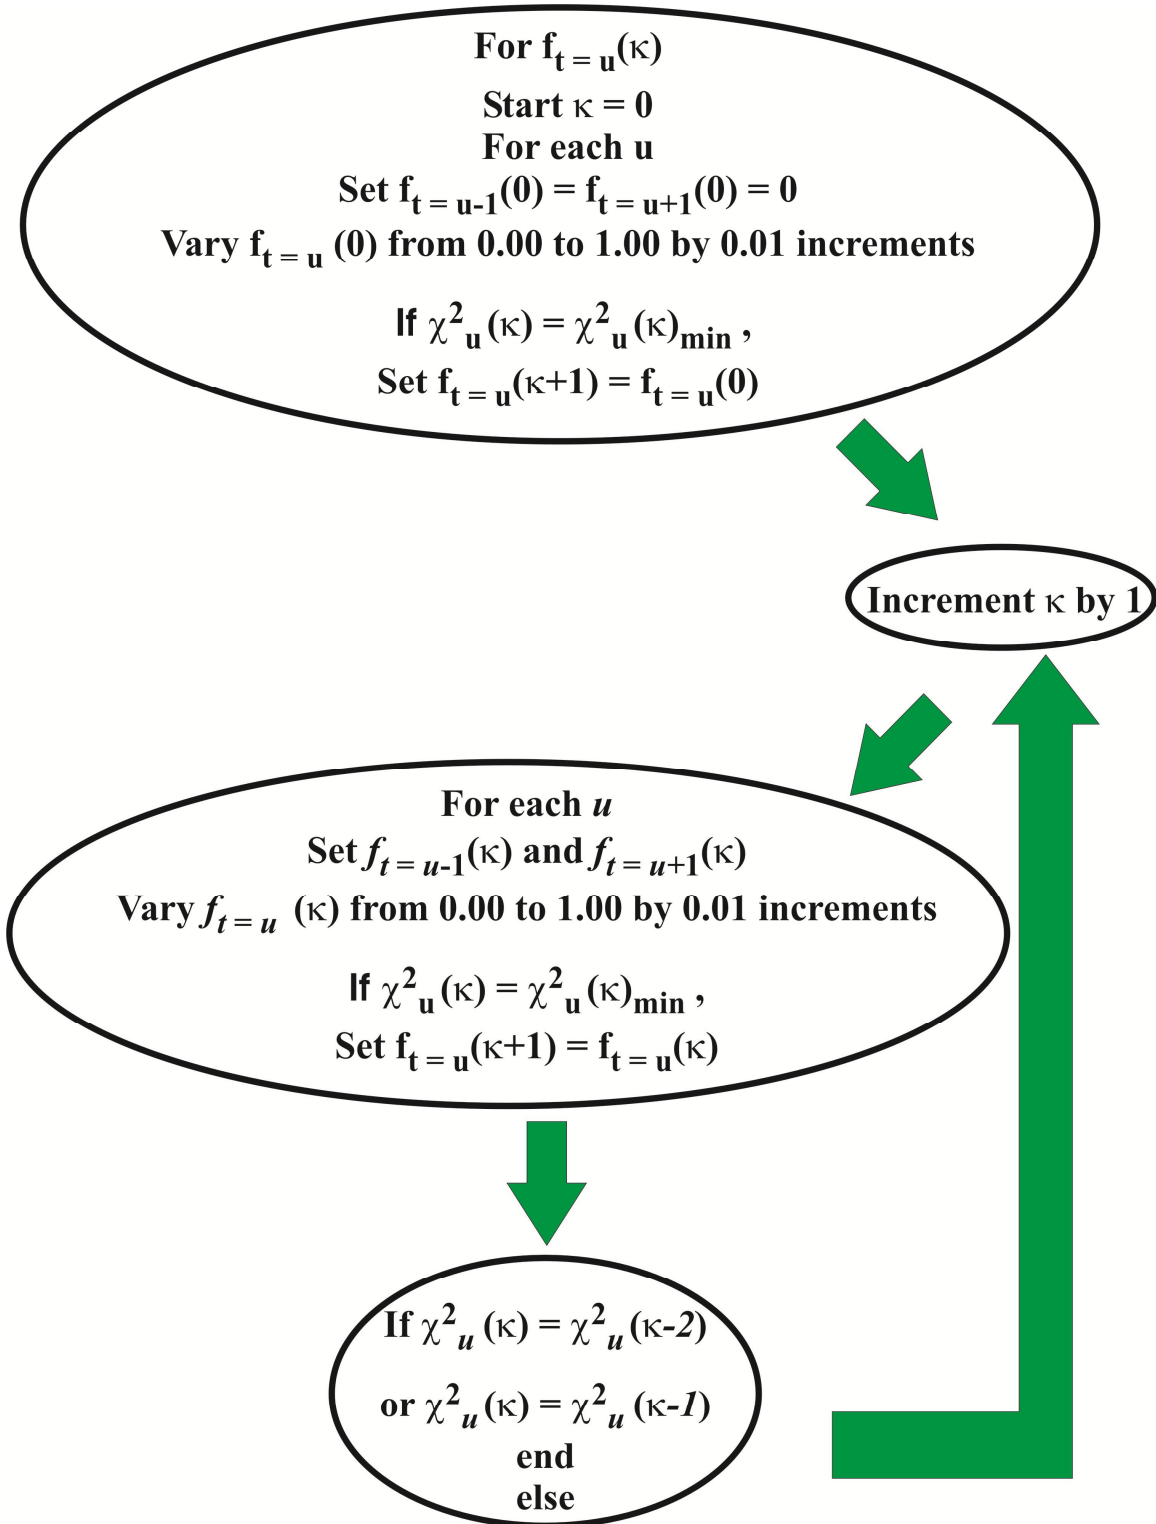 For f_{t = u}(κ)
Start κ = 0
For each u
Set f_{t = u-1}(0) = f_{t = u+1}(0) = 0
Vary f_{t = u} (0) from 0.00 to 1.00 by 0.01 increments
If χ²_u(κ) = χ²_u(κ)_{min} ,
Set f_{t = u}(κ+1) = f_{t = u}(0)
Increment κ by 1
For each u
Set f_{t = u-1}(κ) and f_{t = u+1}(κ)
Vary f_{t = u} (κ) from 0.00 to 1.00 by 0.01 increments
If χ²_u(κ) = χ²_u(κ)_{min} ,
Set f_{t = u}(κ+1) = f_{t = u}(κ)
If χ²_u (κ) = χ²_u (κ-2)
or χ²_u (κ) = χ²_u (κ-1)
end
else